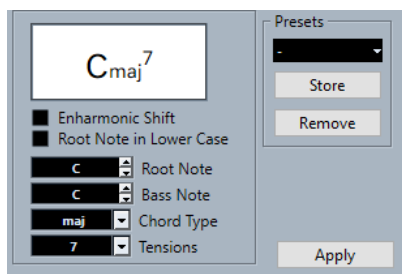 Cmaj7
Enharmonic Shift
Root Note in Lower Case
C Root Note
C Bass Note
maj Chord Type
7 Tensions
Presets
-
Store
Remove
Apply